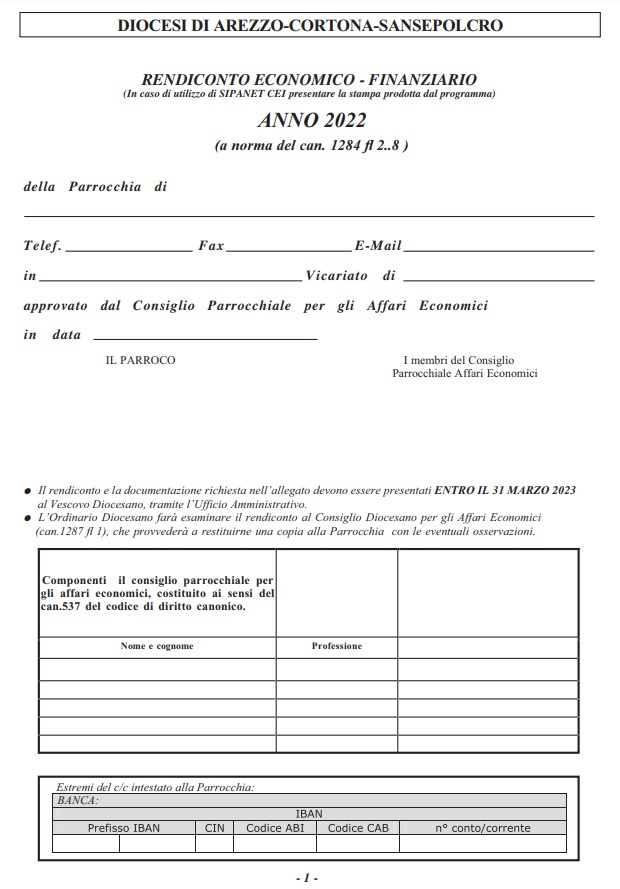 DIOCESI DI AREZZO-CORTONA-SANSEPOLCRO
RENDICONTO ECONOMICO - FINANZIARIO
(In caso di utilizzo di SIPANET CEI presentare la stampa prodotta dal programma)
ANNO 2022
(a norma del can. 1284 fl 2..8 )
della Parrocchia di
Telef. Fax E-Mail
in Vicariato di
approvato dal Consiglio Parrocchiale per gli Affari Economici
in data
IL PARROCO
I membri del Consiglio
Parrocchiale Affari Economici
● Il rendiconto e la documentazione richiesta nell'allegato devono essere presentati ENTRO IL 31 MARZO 2023
al Vescovo Diocesano, tramite l'Ufficio Amministrativo.
● L'Ordinario Diocesano farà esaminare il rendiconto al Consiglio Diocesano per gli Affari Economici
(can.1287 fl 1), che provvederà a restituirne una copia alla Parrocchia con le eventuali osservazioni.
Componenti il consiglio parrocchiale per
gli affari economici, costituito ai sensi del
can.537 del codice di diritto canonico.
Nome e cognome Professione
Estremi del c/c intestato alla Parrocchia:
BANCA:
IBAN
Prefisso IBAN CIN Codice ABI Codice CAB n° conto/corrente
- 1 -